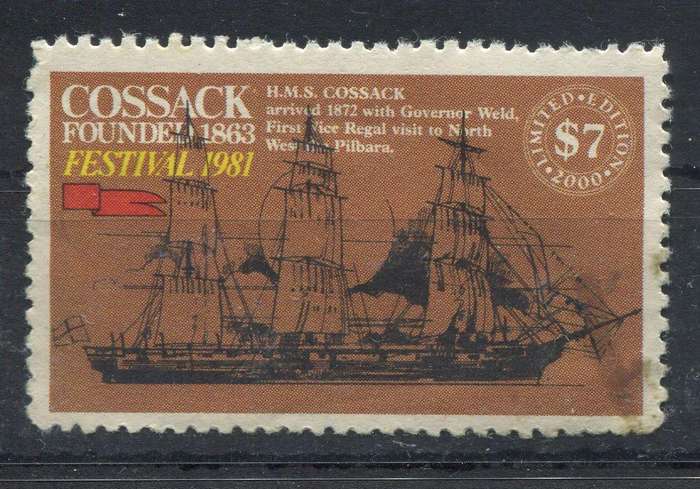 COSSACK
FOUNDED 1863
FESTIVAL 1981
H.M.S. COSSACK
arrived 1872 with Governor Weld,
First Vice Regal visit to North
Western Pilbara.
LIMITED • EDITION • 2000 •
$7